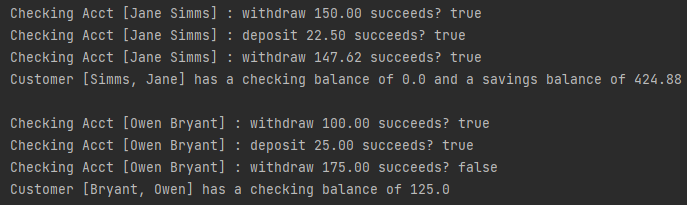 Checking Acct [Jane Simms] : withdraw 150.00 succeeds? true
Checking Acct [Jane Simms] : deposit 22.50 succeeds? true
Checking Acct [Jane Simms] : withdraw 147.62 succeeds? true
Customer [Simms, Jane] has a checking balance of 0.0 and a savings balance of 424.88
Checking Acct [Owen Bryant] : withdraw 100.00 succeeds? true
Checking Acct [Owen Bryant] : deposit 25.00 succeeds? true
Checking Acct [Owen Bryant] : withdraw 175.00 succeeds? false
Customer [Bryant, Owen] has a checking balance of 125.0